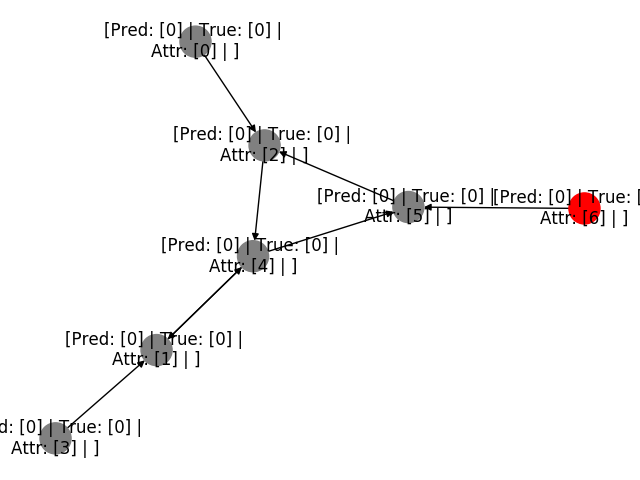 [Pred: [0] | True: [0] |
Attr: [0] | ]
[Pred: [0] | True: [0] |
Attr: [2] | ]
[Pred: [0] | True: [0] |
Attr: [5] | ]
[Pred: [0] | True: [
Attr: [6] | ]
[Pred: [0] | True: [0] |
Attr: [4] | ]
[Pred: [0] | True: [0] |
Attr: [1] | ]
d: [0] | True: [0] |
Attr: [3] | ]